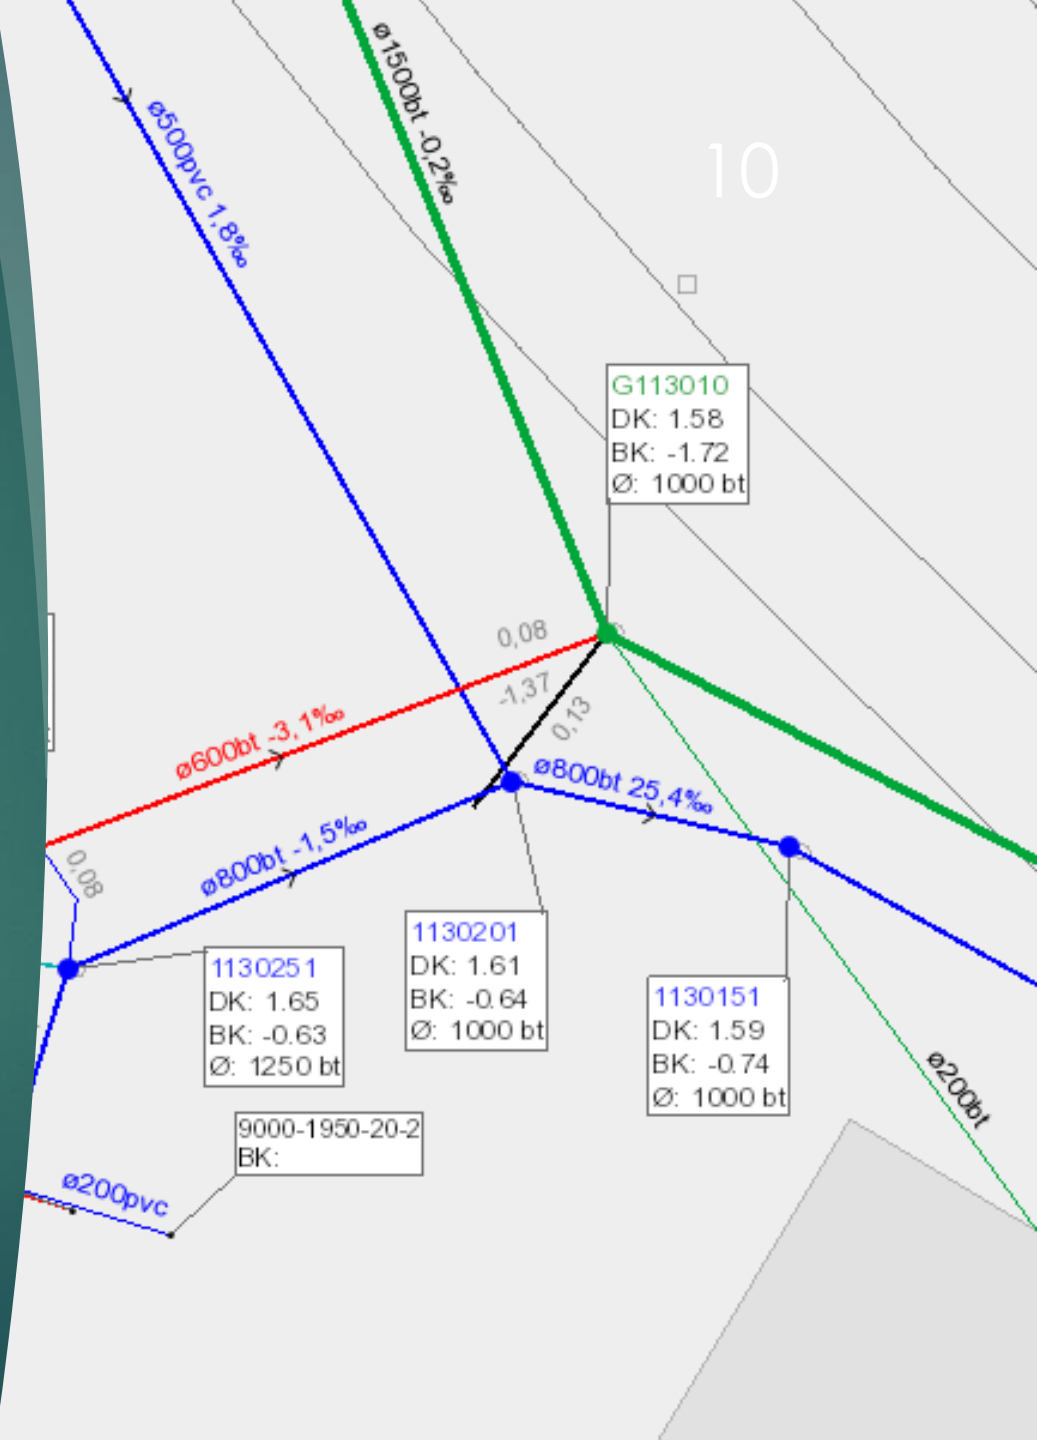 ø1500bt -0,2‰
ø500pvc 1,8‰
10
G113010
DK: 1.58
BK: -1.72
Ø: 1000 bt
0,08
-1,37
0,13
ø600bt -3,1‰
ø800bt 25,4‰
ø800bt -1,5‰
0,08
1130201
DK: 1.61
BK: -0.64
Ø: 1000 bt
1130251
DK: 1.65
BK: -0.63
Ø: 1250 bt
1130151
DK: 1.59
BK: -0.74
Ø: 1000 bt
ø200bt
9000-1950-20-2
BK:
ø200pvc